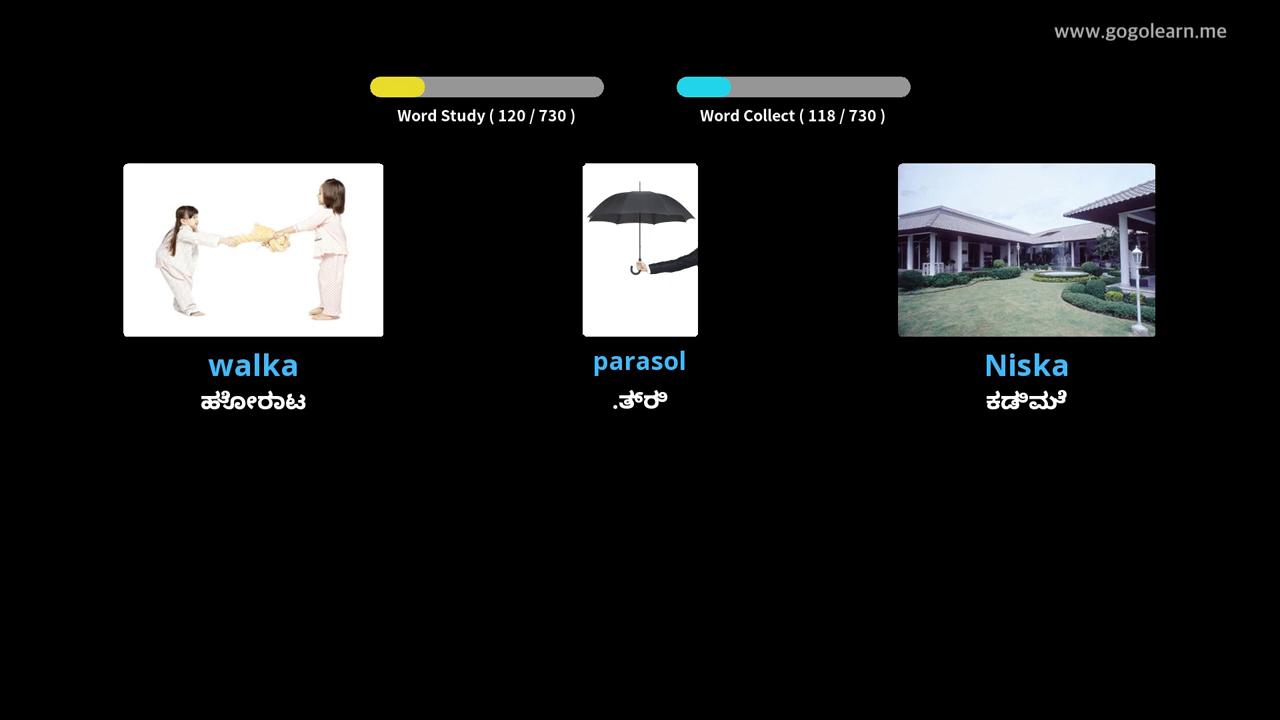 www.gogolearn.me
Word Study ( 120 / 730 )
Word Collect ( 118 / 730 )
walka
parasol
Niska
ಹೋರಾಟ
ಕಡಿಮೆ